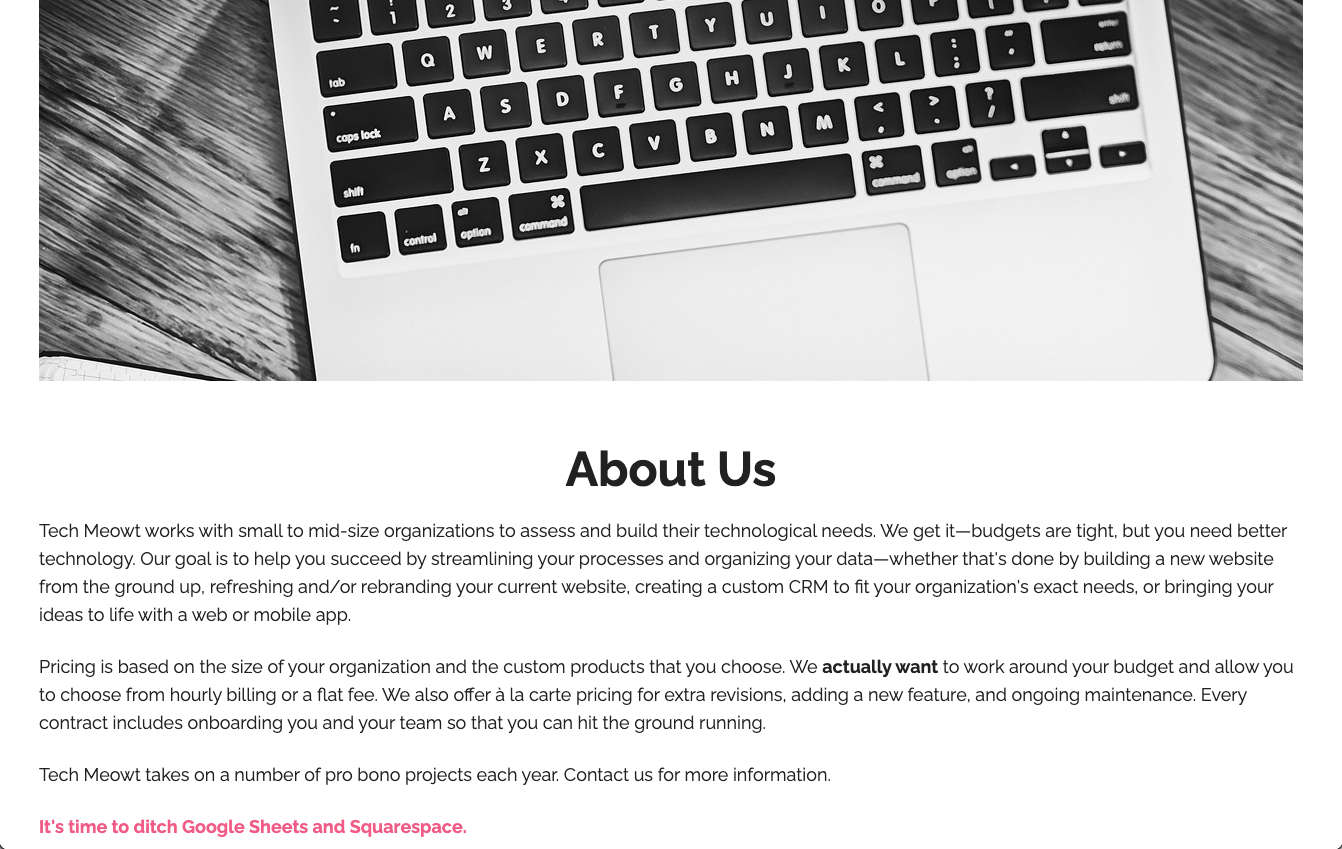 ~ ! 2 3
` 1
tab Q W E R T Y U I O P enter
return
caps lock A S D F G H J K L : ; " '
shift Z X C V B N M < , > . ? / shift
fn control alt option ⌘ command ⌘ command alt option
About Us
Tech Meowt works with small to mid-size organizations to assess and build their technological needs. We get it—budgets are tight, but you need better
technology. Our goal is to help you succeed by streamlining your processes and organizing your data—whether that's done by building a new website
from the ground up, refreshing and/or rebranding your current website, creating a custom CRM to fit your organization's exact needs, or bringing your
ideas to life with a web or mobile app.
Pricing is based on the size of your organization and the custom products that you choose. We actually want to work around your budget and allow you
to choose from hourly billing or a flat fee. We also offer à la carte pricing for extra revisions, adding a new feature, and ongoing maintenance. Every
contract includes onboarding you and your team so that you can hit the ground running.
Tech Meowt takes on a number of pro bono projects each year. Contact us for more information.
It's time to ditch Google Sheets and Squarespace.